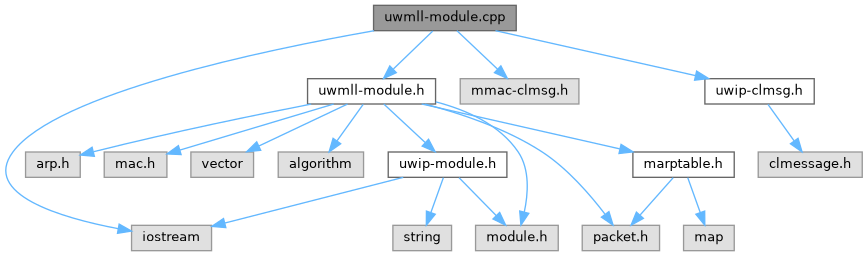 uwmll-module.cpp
uwmll-module.h
mmac-clmsg.h
uwip-clmsg.h
arp.h
mac.h
vector
algorithm
uwip-module.h
marptable.h
clmessage.h
iostream
string
module.h
packet.h
map